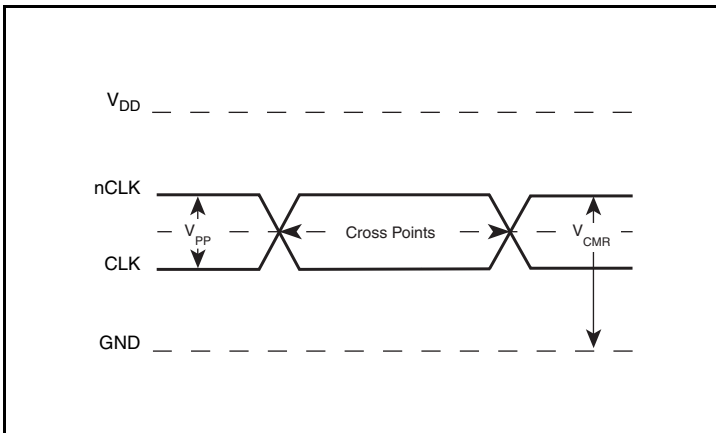 VDD
nCLK
VPP
Cross Points
VCMR
CLK
GND